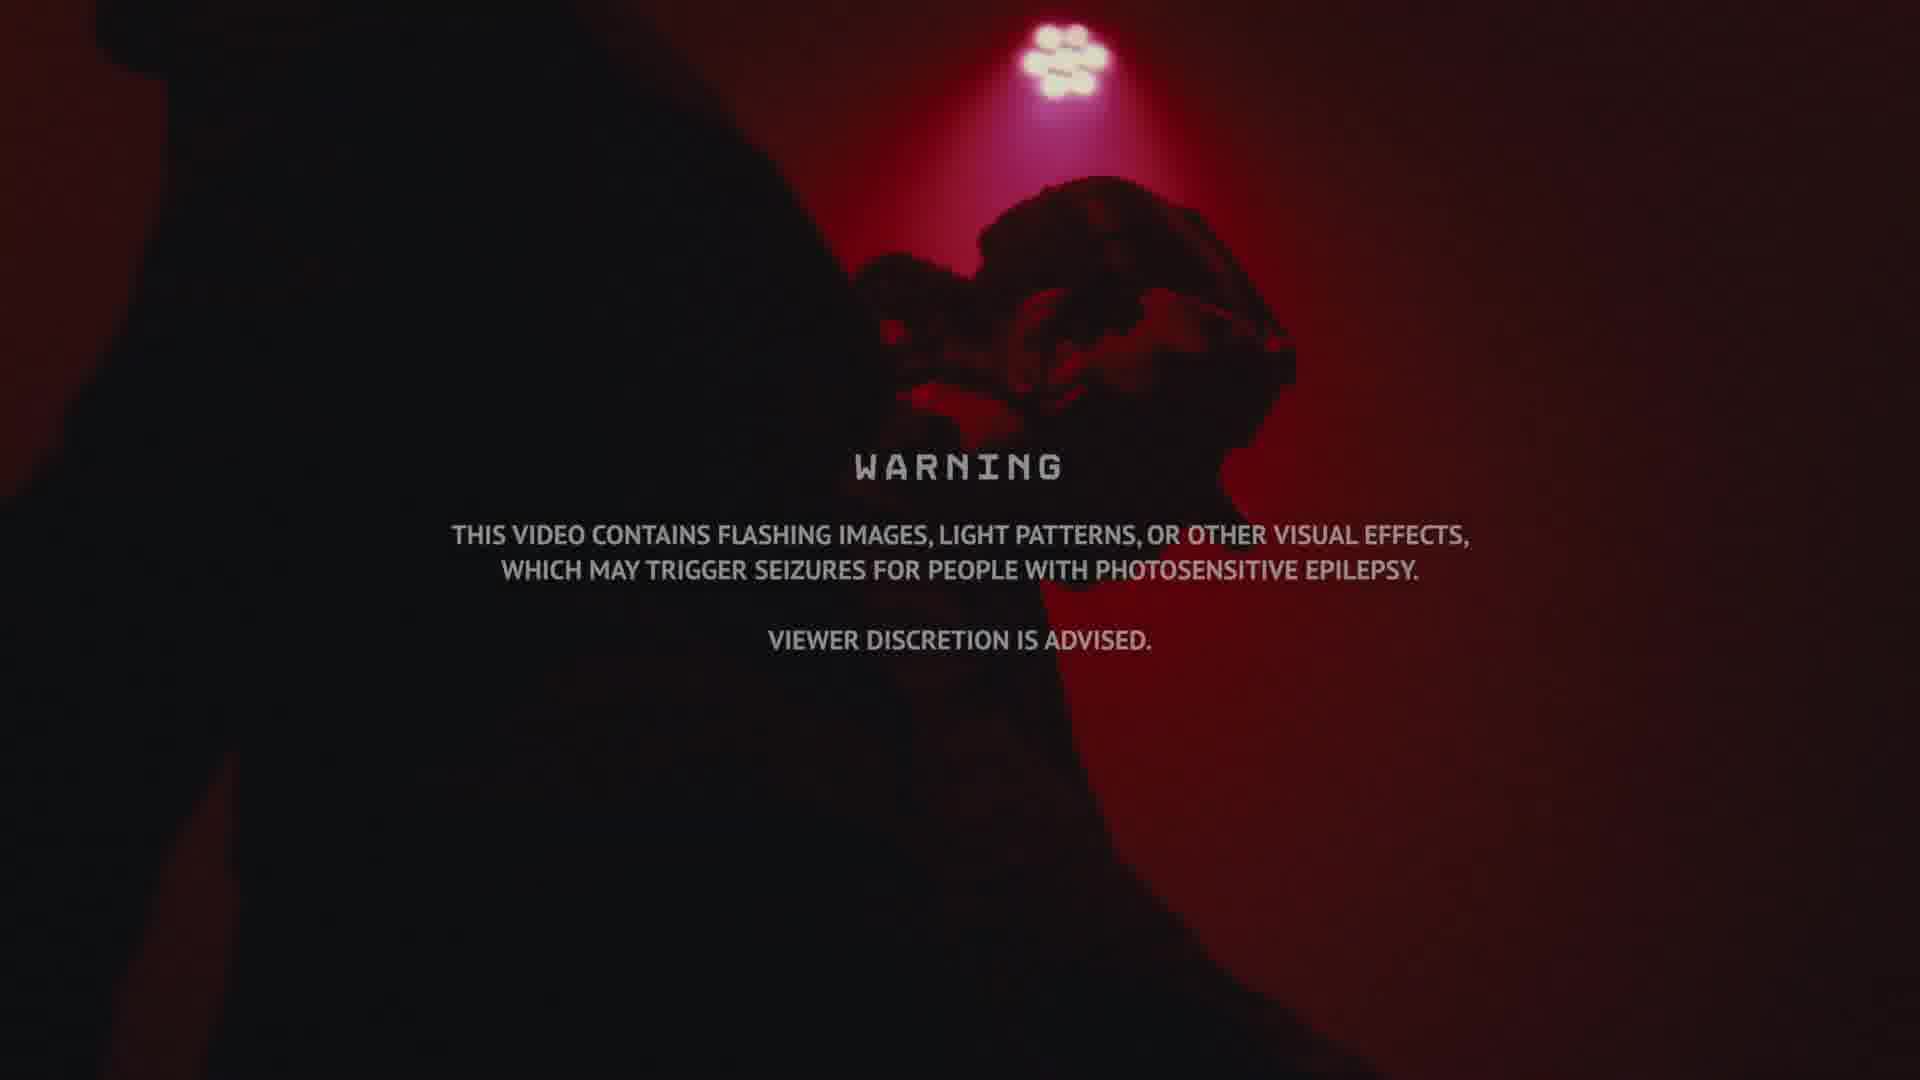 WARNING
THIS VIDEO CONTAINS FLASHING IMAGES, LIGHT PATTERNS, OR OTHER VISUAL EFFECTS,
WHICH MAY TRIGGER SEIZURES FOR PEOPLE WITH PHOTOSENSITIVE EPILEPSY.
VIEWER DISCRETION IS ADVISED.